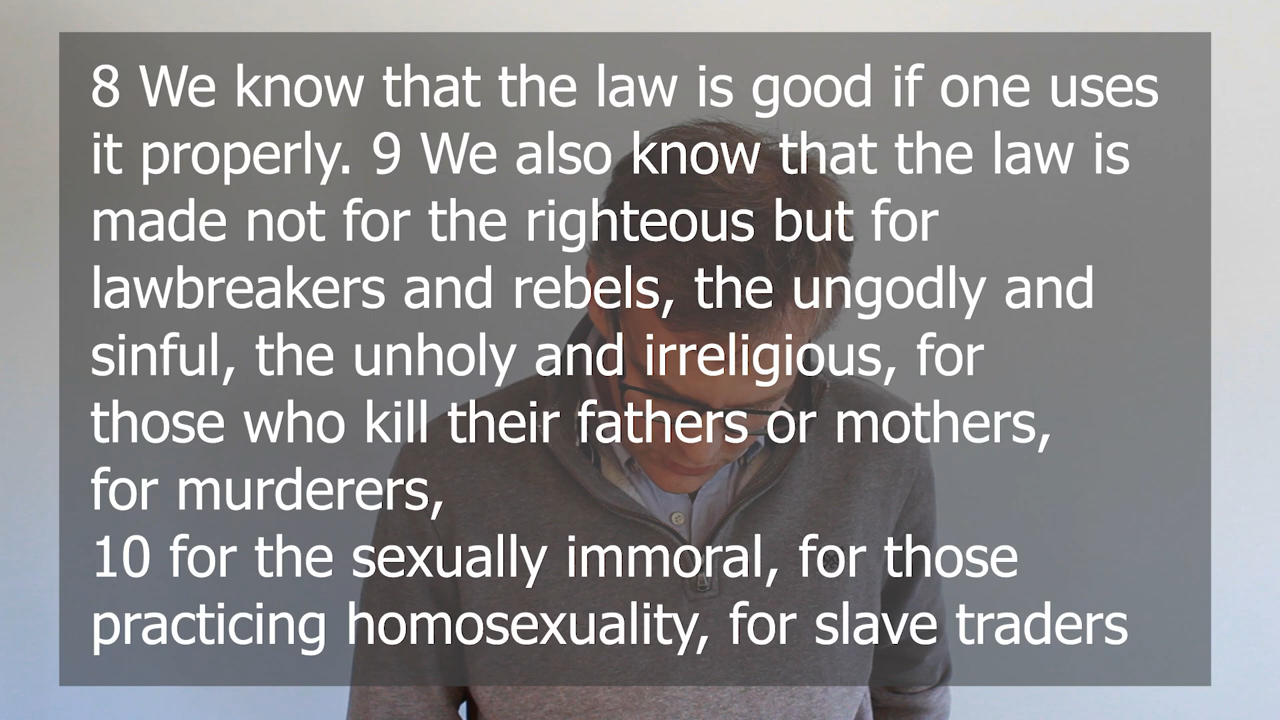 8 We know that the law is good if one uses
it properly. 9 We also know that the law is
made not for the righteous but for
lawbreakers and rebels, the ungodly and
sinful, the unholy and irreligious, for
those who kill their fathers or mothers,
for murderers,
10 for the sexually immoral, for those
practicing homosexuality, for slave traders